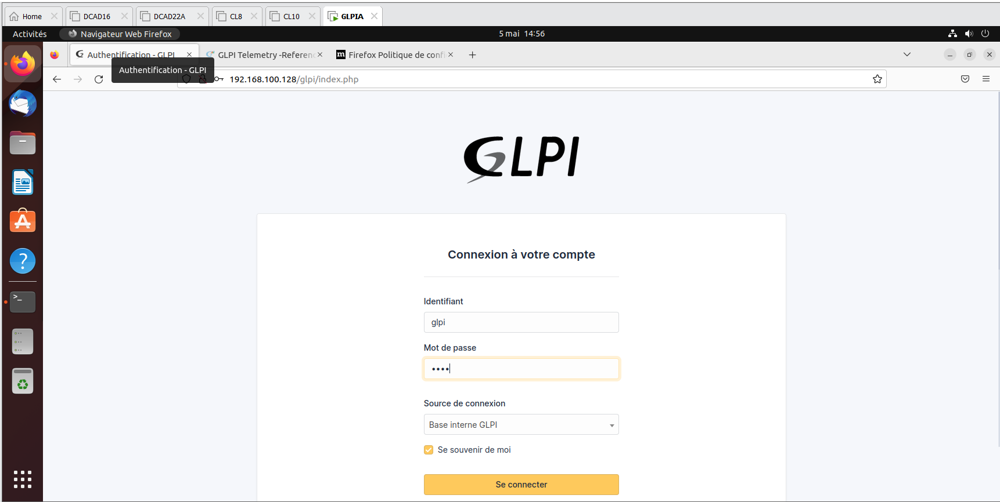 Home DCAD16 DCAD22A CL8 CL10 GLPIA
Activités Navigateur Web Firefox 5 mai 14:56
Authentification - GLPI GLPI Telemetry -Referenc Firefox Politique de confi
Authentification - GLPI
192.168.100.128/glpi/index.php
GLPI
Connexion à votre compte
Identifiant
glpi
Mot de passe
••••
Source de connexion
Base interne GLPI
Se souvenir de moi
Se connecter